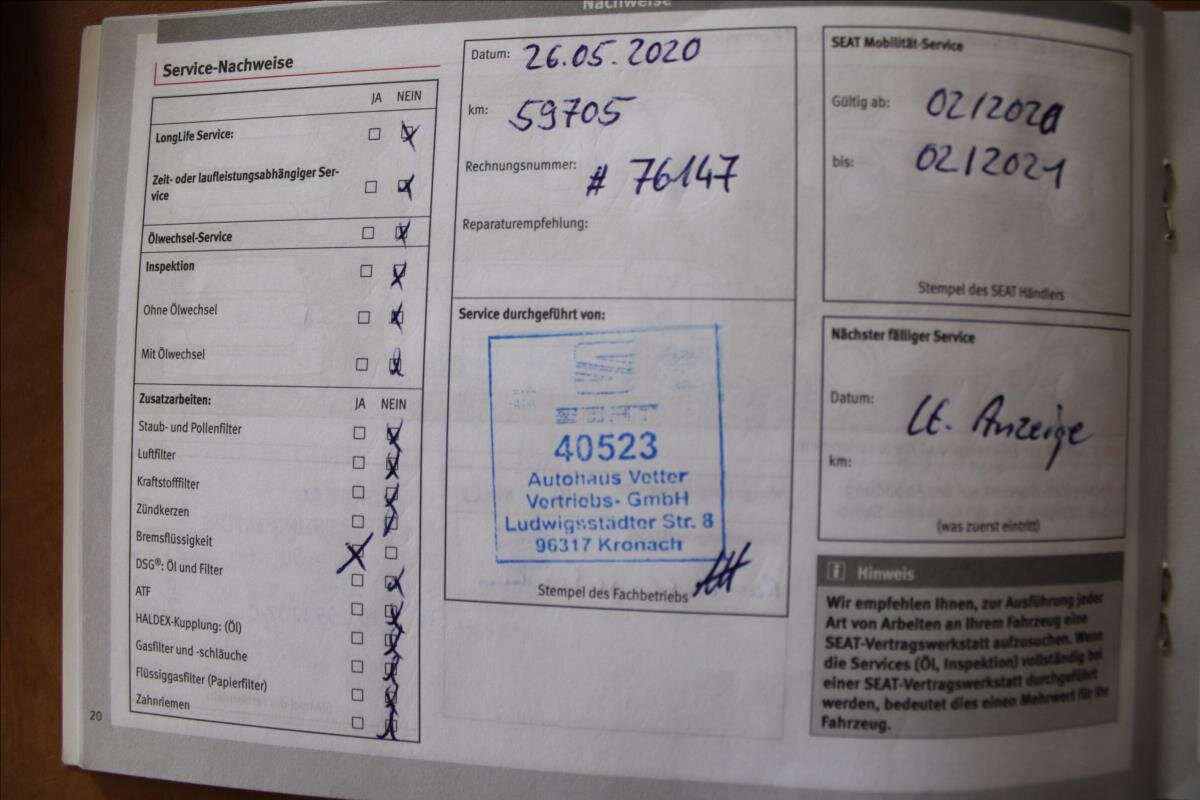 Nachweise
Service-Nachweise
JA NEIN
LongLife Service:
Zeit- oder laufleistungsabhängiger Ser-
vice
Ölwechsel-Service
Inspektion
Ohne Ölwechsel
Mit Ölwechsel
Zusatzarbeiten: JA NEIN
Staub- und Pollenfilter
Luftfilter
Kraftstofffilter
Zündkerzen
Bremsflüssigkeit
DSG®: Öl und Filter
ATF
HALDEX-Kupplung: (Öl)
Gasfilter und -schläuche
Flüssiggasfilter (Papierfilter)
Zahnriemen
20
Datum: 26.05.2020
km: 59705
Rechnungsnummer: # 76147
Reparaturempfehlung:
Service durchgeführt von:
SEAT
40523
Autohaus Vetter
Vertriebs- GmbH
Ludwigsstädter Str. 8
96317 Kronach
Stempel des Fachbetriebs
SEAT Mobilität-Service
Gültig ab: 02/2020
bis: 02/2021
Stempel des SEAT Händlers
Nächster fälliger Service
Datum: lt. Anzeige
km:
(was zuerst eintritt)
Hinweis
Wir empfehlen Ihnen, zur Ausführung jeder
Art von Arbeiten an Ihrem Fahrzeug eine
SEAT-Vertragswerkstatt aufzusuchen. Wenn
die Services (Öl, Inspektion) vollständig bei
einer SEAT-Vertragswerkstatt durchgeführt
werden, bedeutet dies einen Mehrwert für Ihr
Fahrzeug.